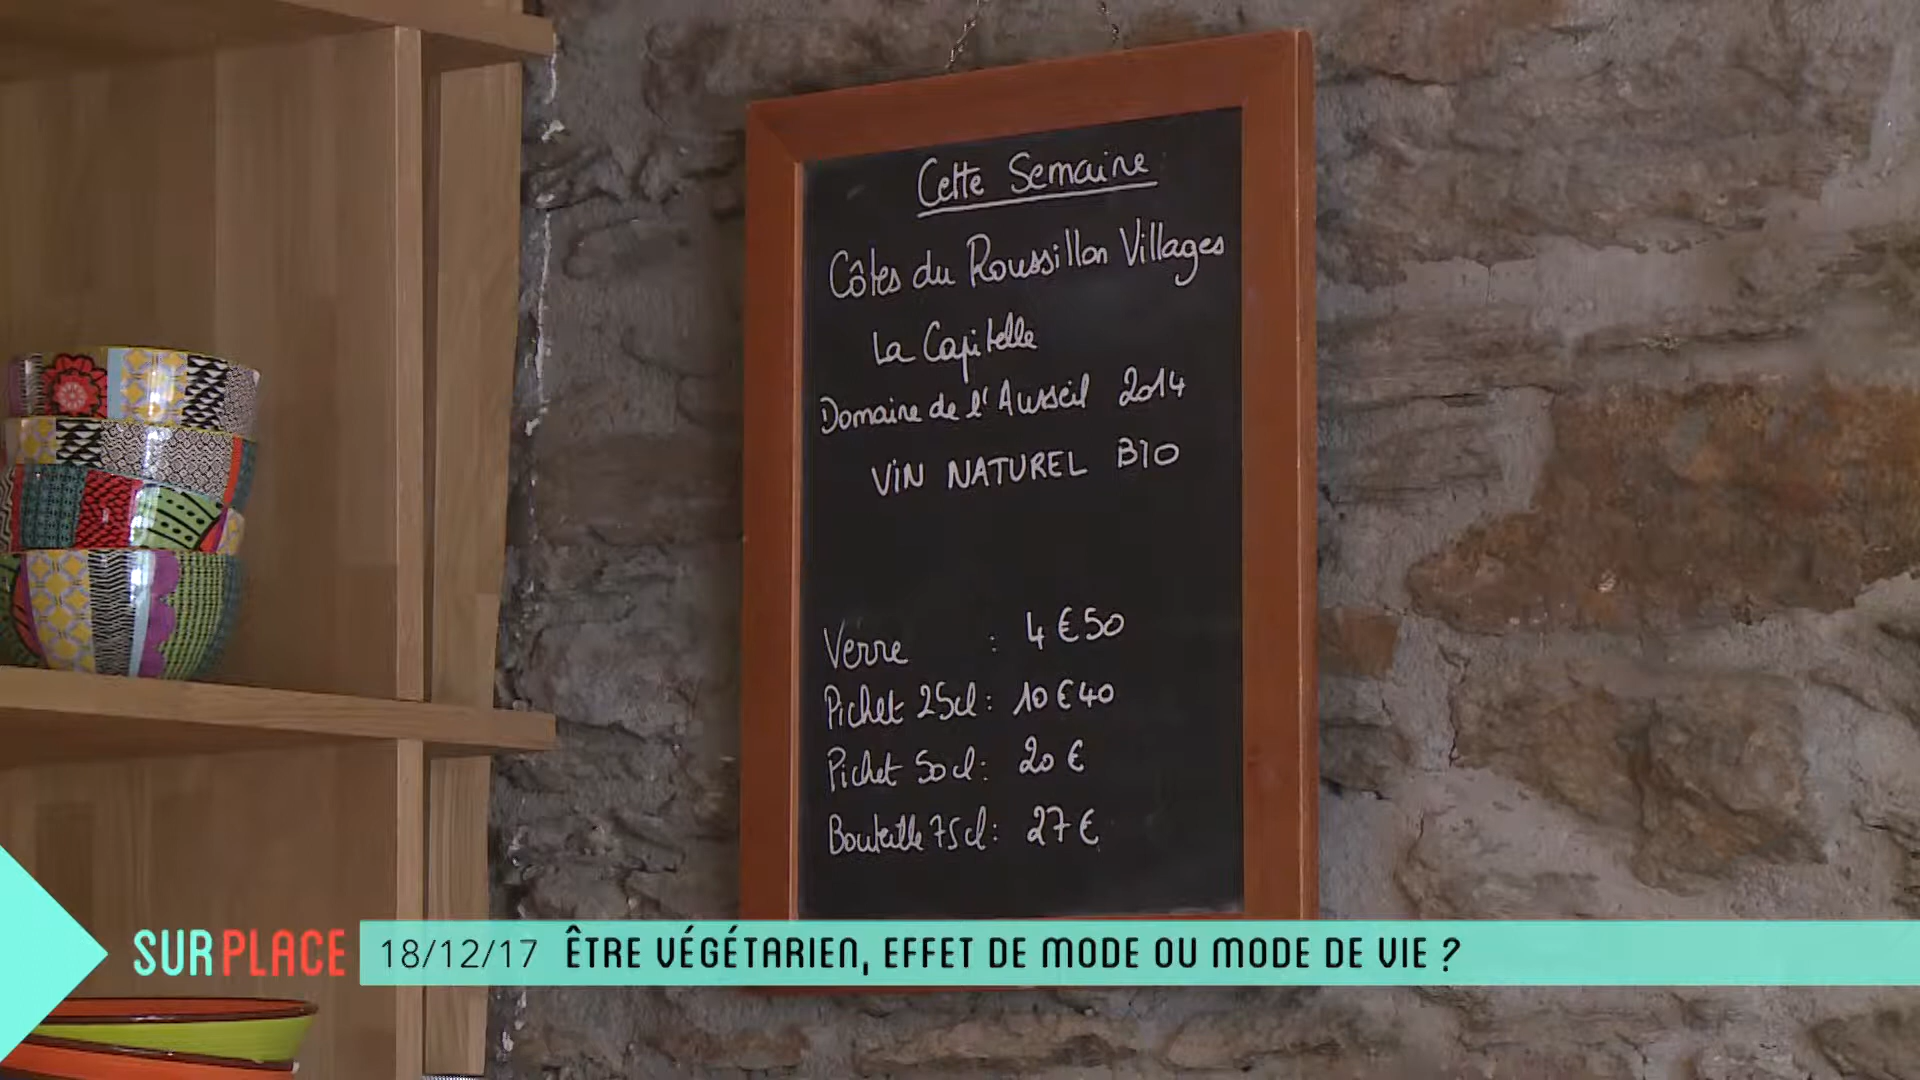 Cette Semaine
Côtes du Roussillon Villages
La Capitelle
Domaine de l'Ausseil 2014
VIN NATUREL BIO
Verre : 4€50
Pichet 25cl : 10€40
Pichet 50cl : 20€
Bouteille 75cl : 27€
SUR PLACE 18/12/17 ÊTRE VÉGÉTARIEN, EFFET DE MODE OU MODE DE VIE ?